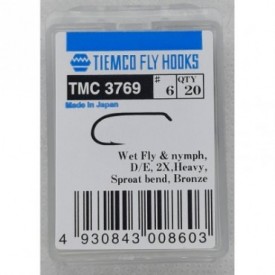 TIEMCO FLY HOOKS
TMC 3769
# QTY
6 20
Made In Japan
Wet Fly & nymph,
D/E, 2X,Heavy,
Sproat bend, Bronze
4 930843 008603